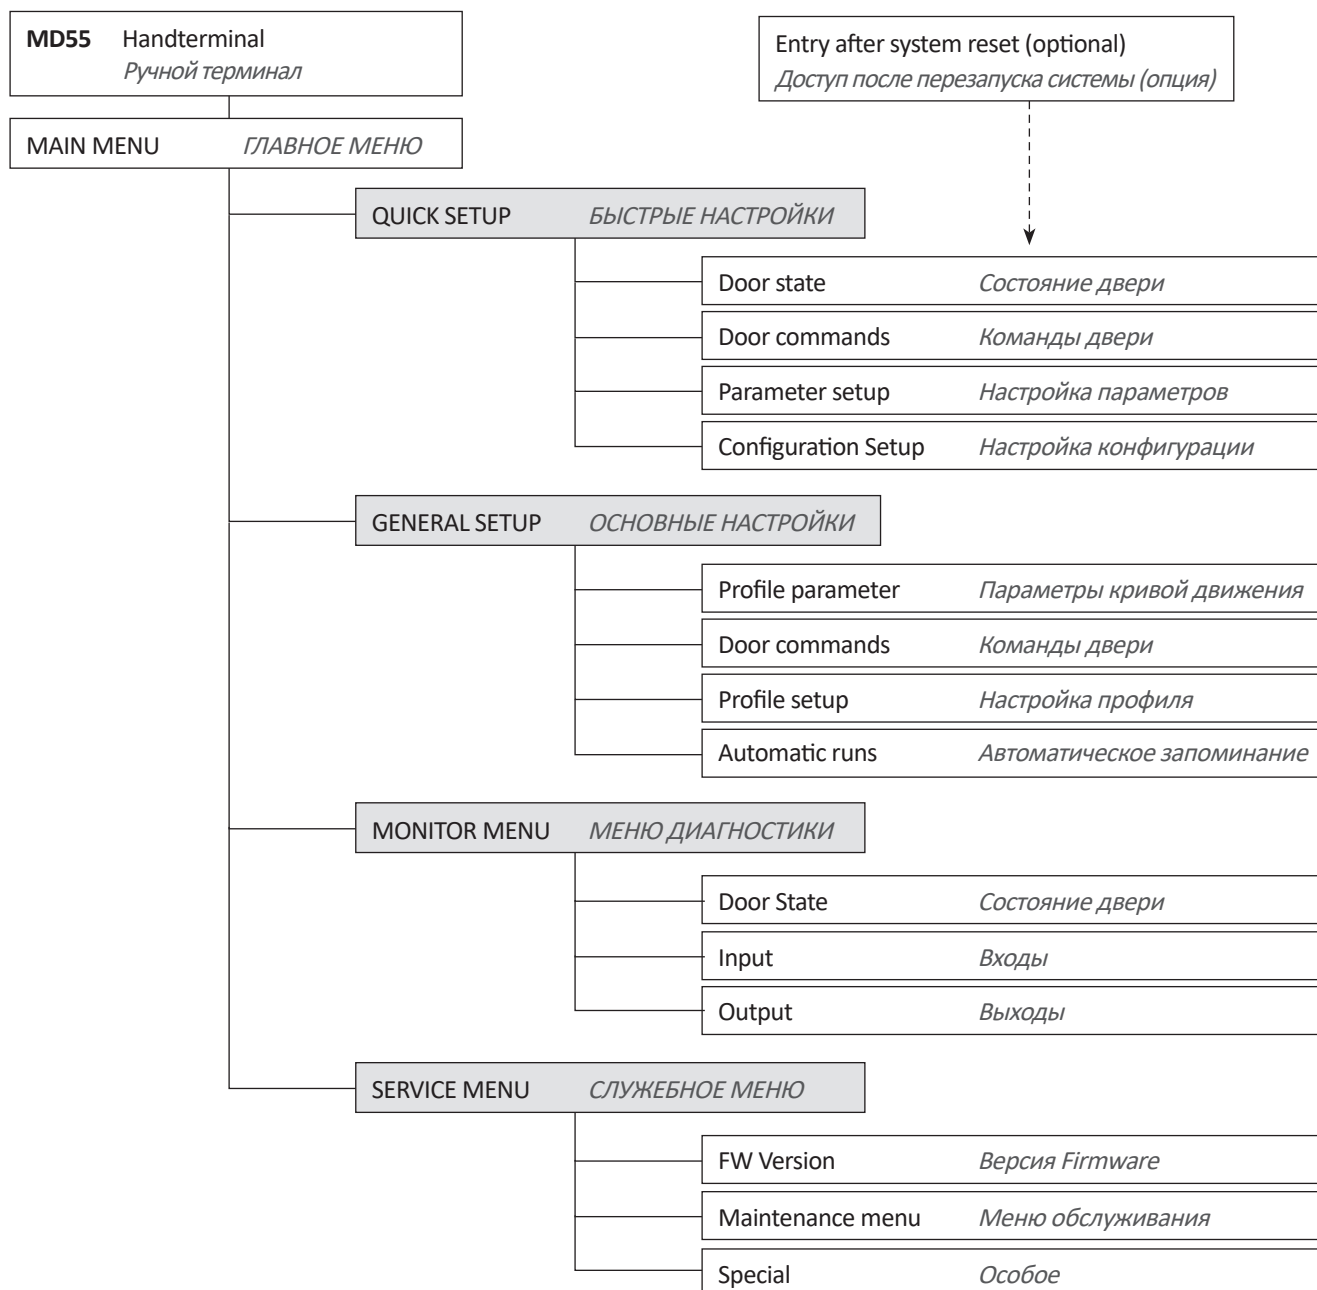 MD55 Handterminal
Ручной терминал
Entry after system reset (optional)
Доступ после перезапуска системы (опция)
MAIN MENU ГЛАВНОЕ МЕНЮ
QUICK SETUP БЫСТРЫЕ НАСТРОЙКИ
Door state Состояние двери
Door commands Команды двери
Parameter setup Настройка параметров
Configuration Setup Настройка конфигурации
GENERAL SETUP ОСНОВНЫЕ НАСТРОЙКИ
Profile parameter Параметры кривой движения
Door commands Команды двери
Profile setup Настройка профиля
Automatic runs Автоматическое запоминание
MONITOR MENU МЕНЮ ДИАГНОСТИКИ
Door State Состояние двери
Input Входы
Output Выходы
SERVICE MENU СЛУЖЕБНОЕ МЕНЮ
FW Version Версия Firmware
Maintenance menu Меню обслуживания
Special Особое